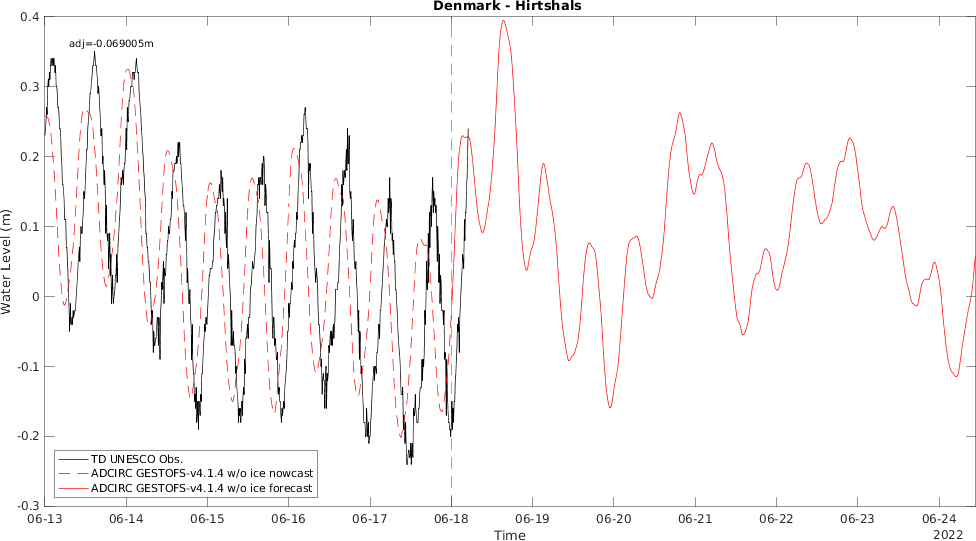 Denmark - Hirtshals
adj=-0.069005m
Water Level (m)
0.4
0.3
0.2
0.1
0
-0.1
-0.2
-0.3
TD UNESCO Obs.
ADCIRC GESTOFS-v4.1.4 w/o ice nowcast
ADCIRC GESTOFS-v4.1.4 w/o ice forecast
06-13 06-14 06-15 06-16 06-17 06-18 06-19 06-20 06-21 06-22 06-23 06-24
2022
Time